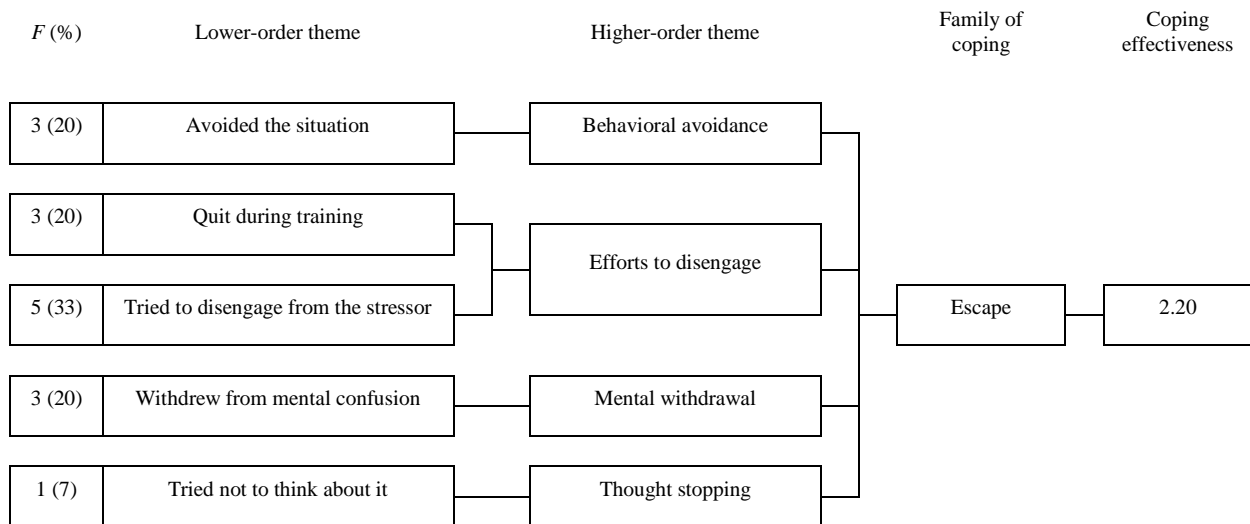 F (%) Lower-order theme Higher-order theme Family of coping Coping effectiveness
3 (20) Avoided the situation Behavioral avoidance
3 (20) Quit during training
Efforts to disengage
5 (33) Tried to disengage from the stressor Escape 2.20
3 (20) Withdrew from mental confusion Mental withdrawal
1 (7) Tried not to think about it Thought stopping